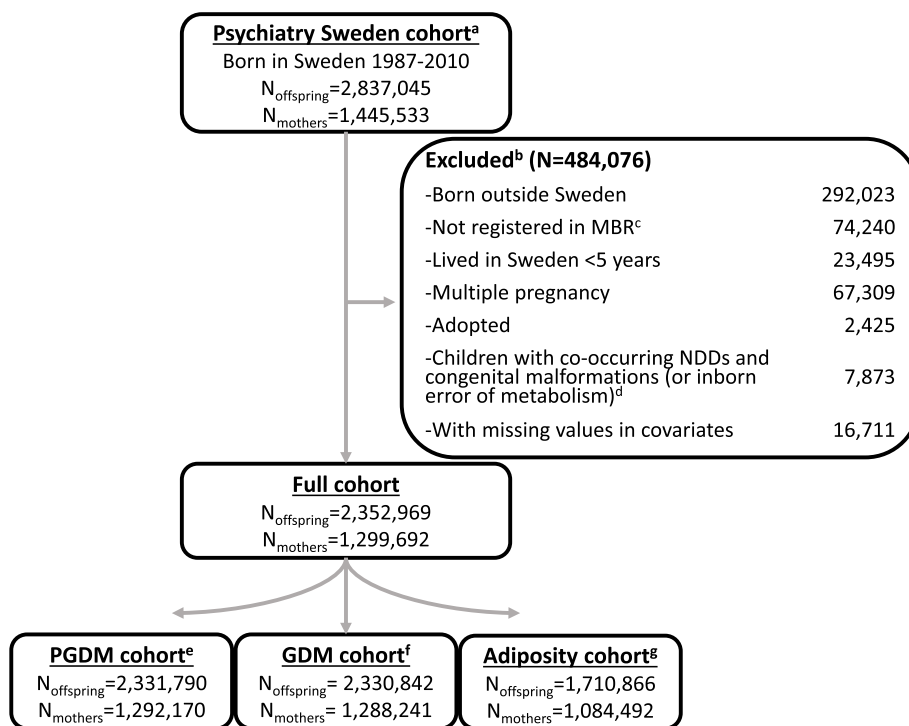 Psychiatry Sweden cohortᵃ
Born in Sweden 1987-2010
Noffspring=2,837,045
Nmothers=1,445,533
Excludedᵇ (N=484,076)
-Born outside Sweden 292,023
-Not registered in MBRᶜ 74,240
-Lived in Sweden <5 years 23,495
-Multiple pregnancy 67,309
-Adopted 2,425
-Children with co-occurring NDDs and
congenital malformations (or inborn 7,873
error of metabolism)ᵈ
-With missing values in covariates 16,711
Full cohort
Noffspring=2,352,969
Nmothers=1,299,692
PGDM cohortᵉ
Noffspring=2,331,790
Nmothers=1,292,170
GDM cohortᶠ
Noffspring= 2,330,842
Nmothers= 1,288,241
Adiposity cohortᵍ
Noffspring=1,710,866
Nmothers=1,084,492